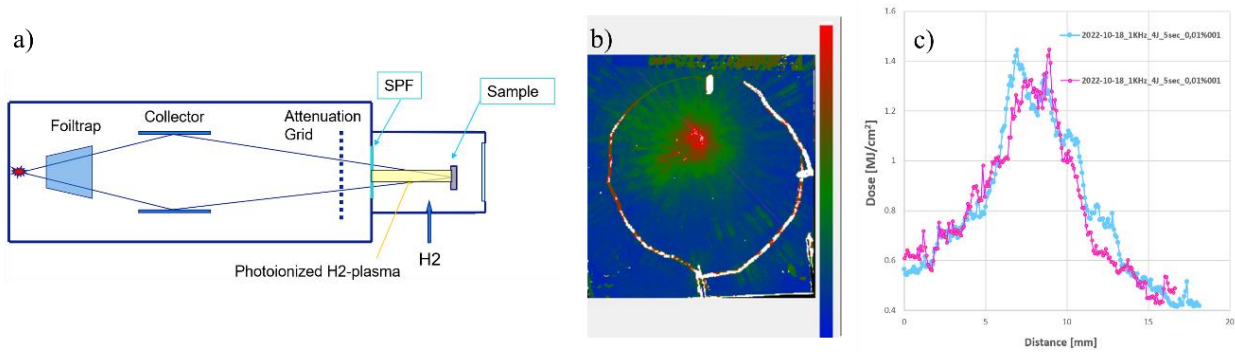 a)
SPF
Sample
Foiltrap
Collector
Attenuation
Grid
Photoionized H2-plasma
H2
b)
c)
1.6
1.4
1.2
1
0.8
0.6
0.4
Dose [MJ/cm²]
0
5
10
15
20
Distance [mm]
2022-10-18_1KHz_4J_5sec_0,01%001
2022-10-18_1KHz_4J_5sec_0,01%001